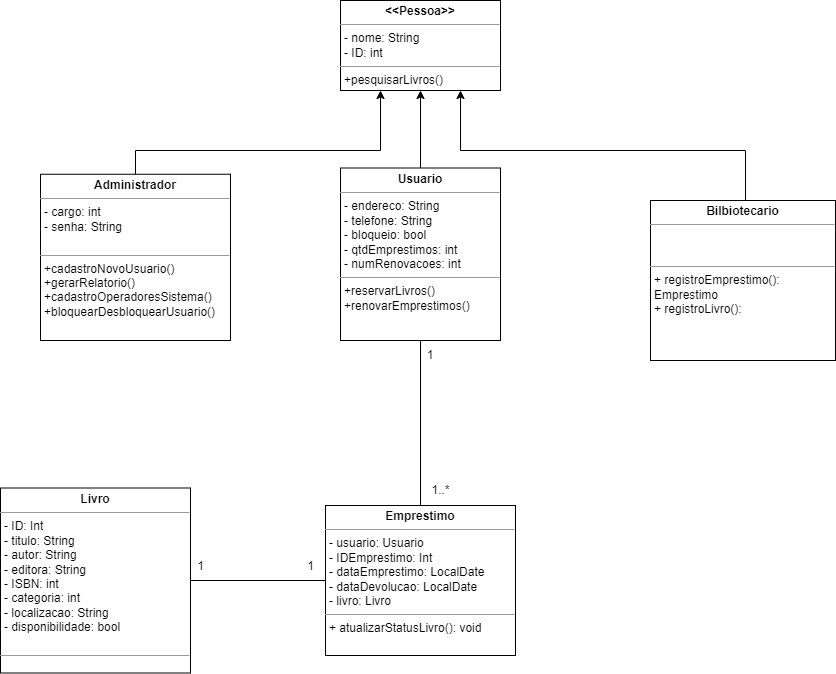 <<Pessoa>>
- nome: String
- ID: int
+pesquisarLivros()
Administrador
- cargo: int
- senha: String
+cadastroNovoUsuario()
+gerarRelatorio()
+cadastroOperadoresSistema()
+bloquearDesbloquearUsuario()
Usuario
- endereco: String
- telefone: String
- bloqueio: bool
- qtdEmprestimos: int
- numRenovacoes: int
+reservarLivros()
+renovarEmprestimos()
Bilbiotecario
+ registroEmprestimo():
Emprestimo
+ registroLivro():
1
1..*
Livro
- ID: Int
- titulo: String
- autor: String
- editora: String
- ISBN: int
- categoria: int
- localizacao: String
- disponibilidade: bool
1
1
Emprestimo
- usuario: Usuario
- IDEmprestimo: Int
- dataEmprestimo: LocalDate
- dataDevolucao: LocalDate
- livro: Livro
+ atualizarStatusLivro(): void